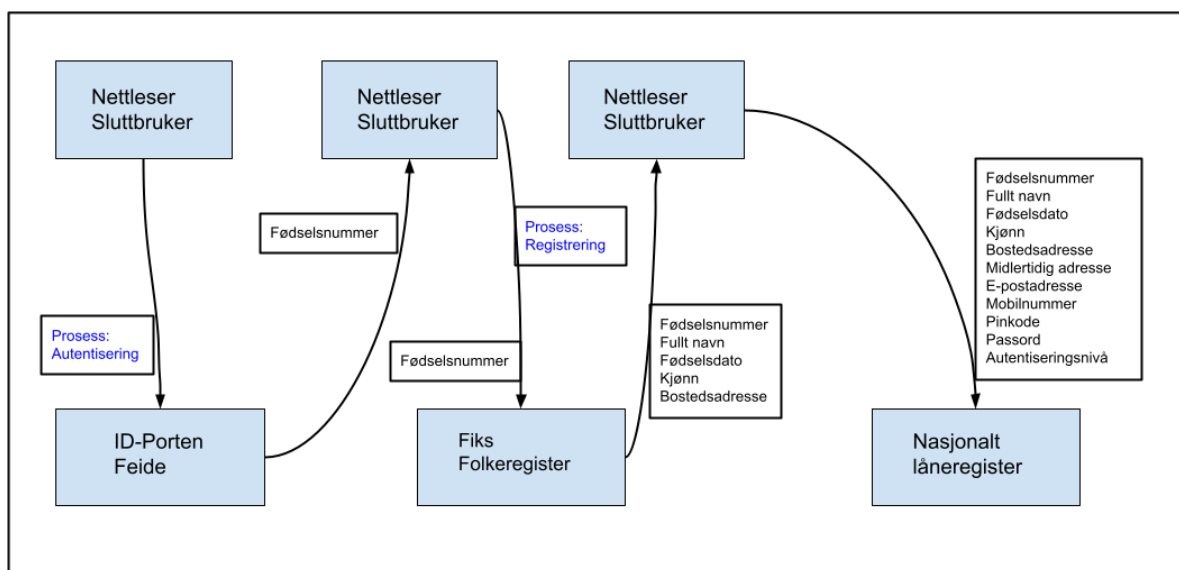 Nettleser
Sluttbruker
Nettleser
Sluttbruker
Nettleser
Sluttbruker
Prosess:
Autentisering
Fødselsnummer
Prosess:
Registrering
Fødselsnummer
Fødselsnummer
Fullt navn
Fødselsdato
Kjønn
Bostedsadresse
Fødselsnummer
Fullt navn
Fødselsdato
Kjønn
Bostedsadresse
Midlertidig adresse
E-postadresse
Mobilnummer
Pinkode
Passord
Autentiseringsnivå
ID-Porten
Feide
Fiks
Folkeregister
Nasjonalt
låneregister